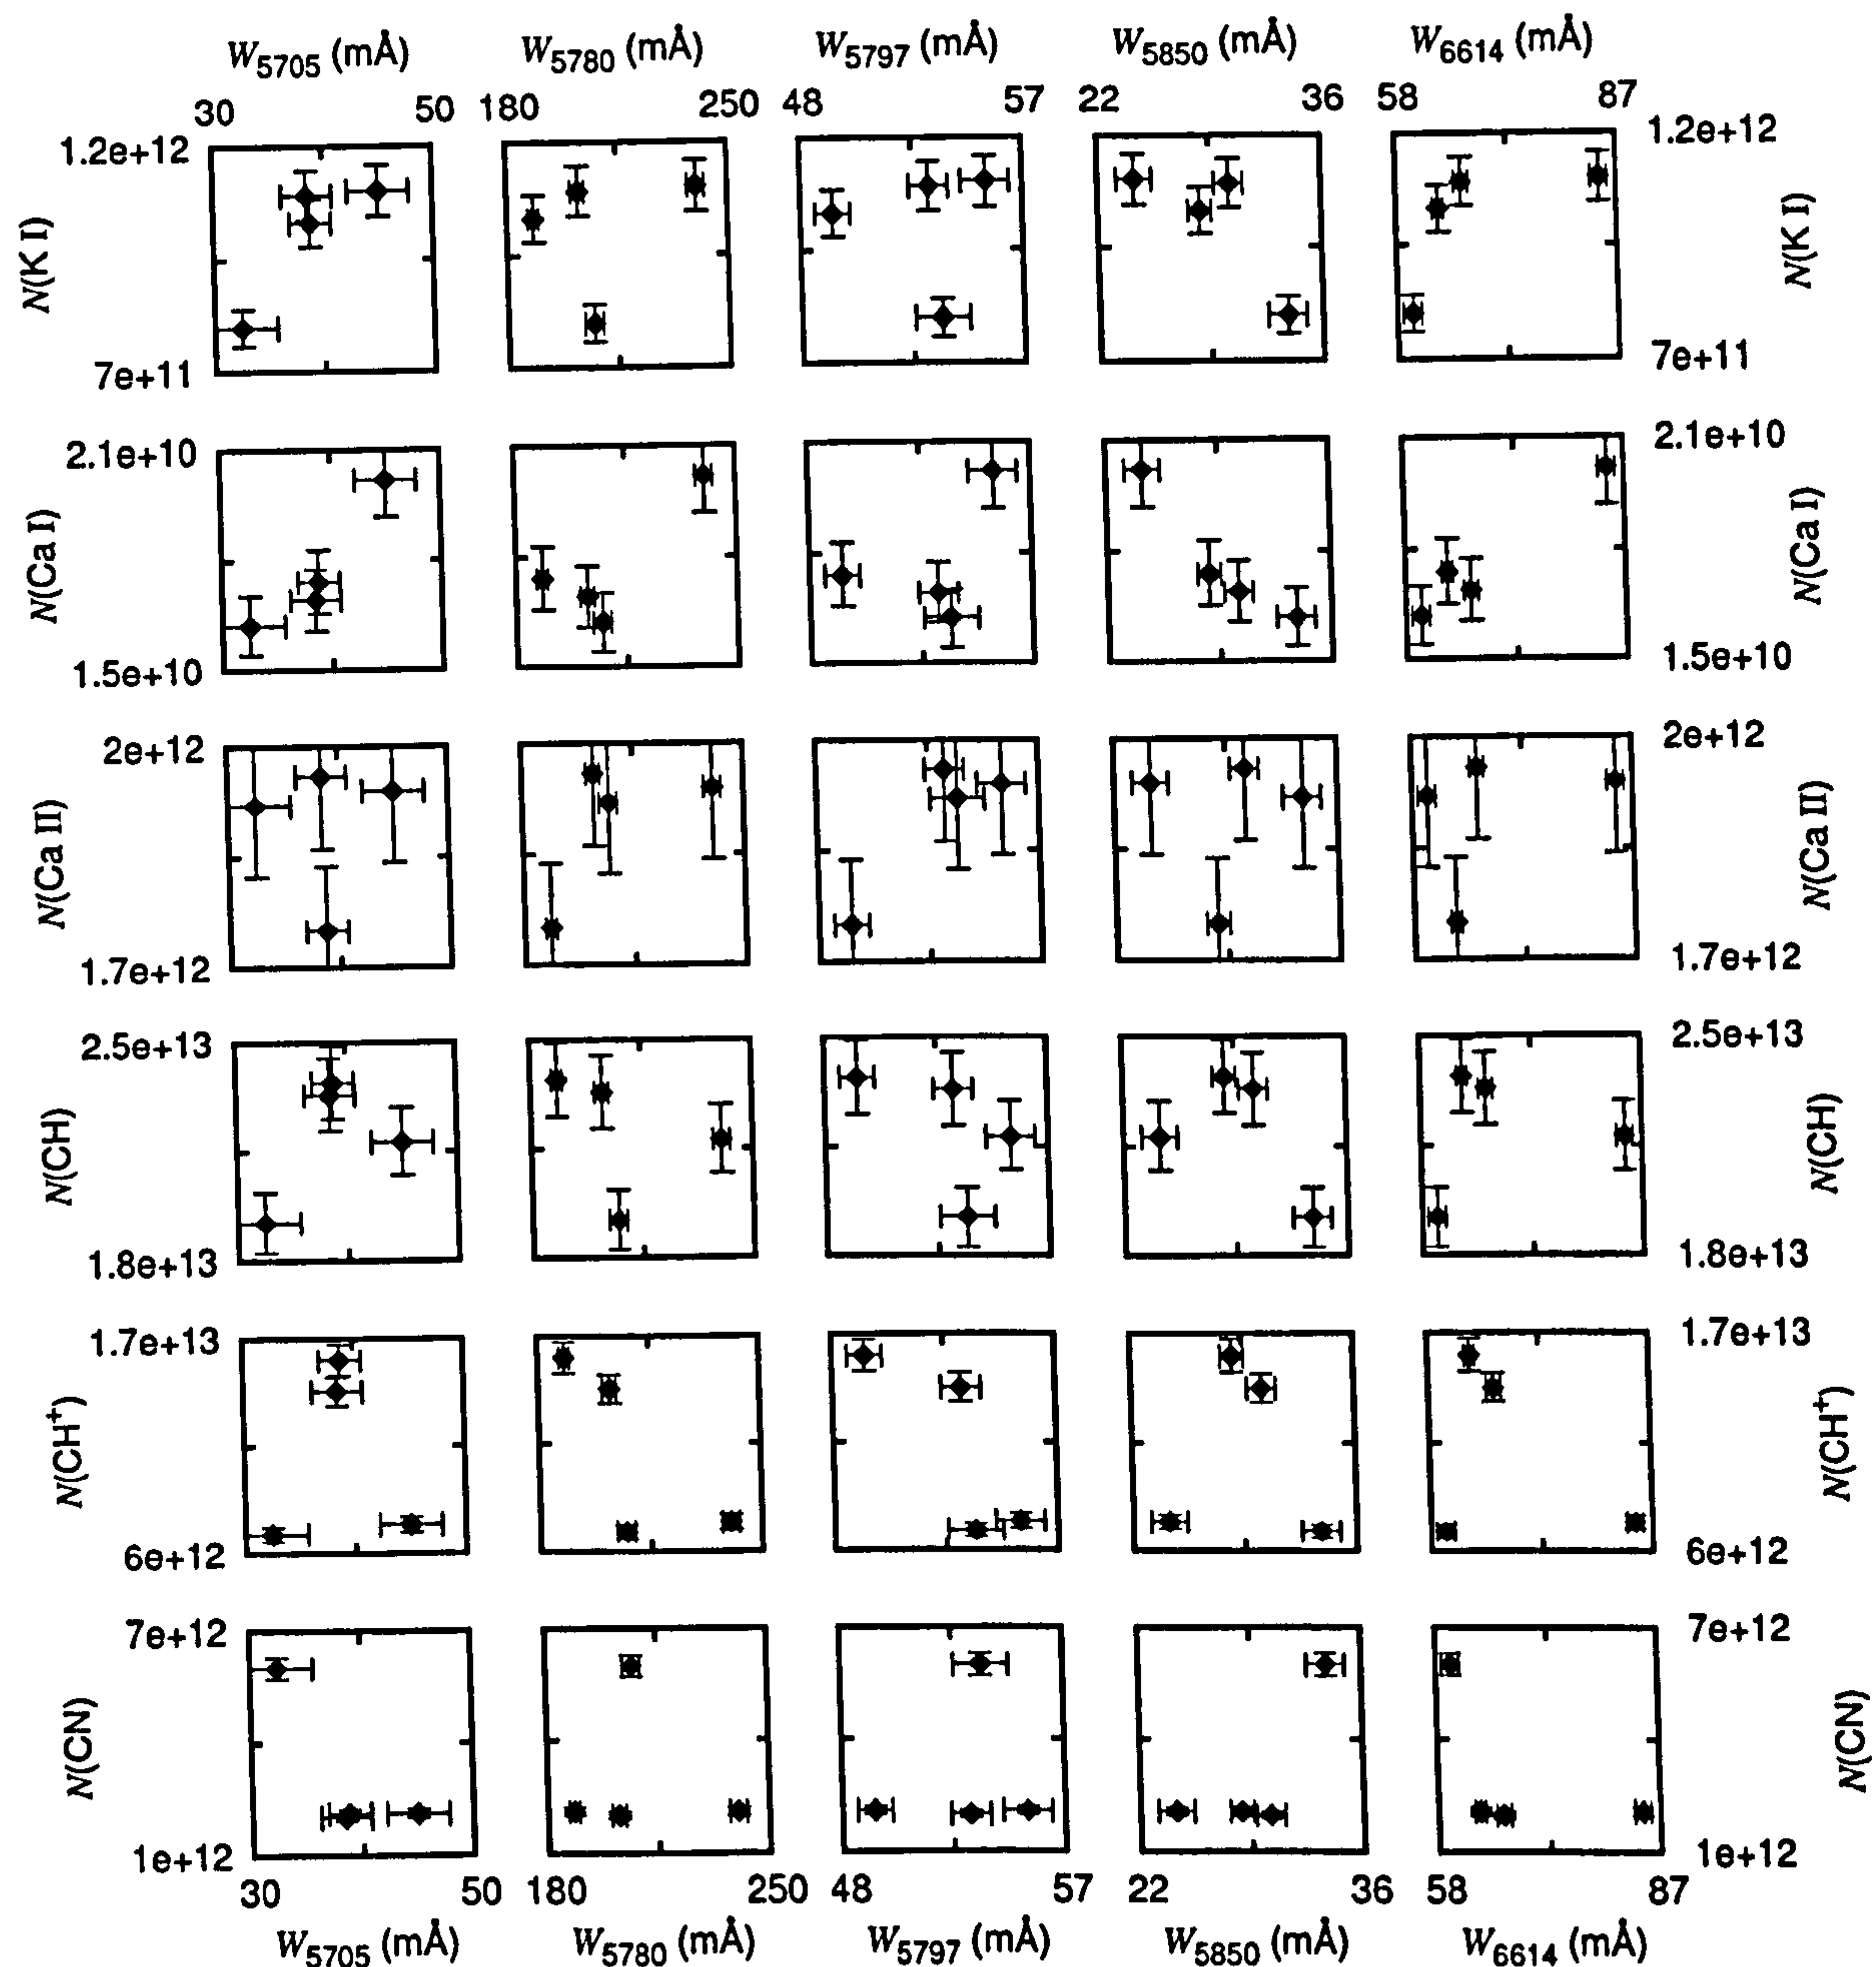 W5705 (mÅ) W5780 (mÅ) W5797 (mÅ) W5850 (mÅ) W6614 (mÅ)
30 50 180 250 48 57 22 36 58 87
1.2e+12 1.2e+12
N(K I) N(K I)
7e+11 7e+11
2.1e+10 2.1e+10
N(Ca I) N(Ca I)
1.5e+10 1.5e+10
2e+12 2e+12
N(Ca II) N(Ca II)
1.7e+12 1.7e+12
2.5e+13 2.5e+13
N(CH) N(CH)
1.8e+13 1.8e+13
1.7e+13 1.7e+13
N(CH⁺) N(CH⁺)
6e+12 6e+12
7e+12 7e+12
N(CN) N(CN)
1e+12 1e+12
30 50 180 250 48 57 22 36 58 87
W5705 (mÅ) W5780 (mÅ) W5797 (mÅ) W5850 (mÅ) W6614 (mÅ)